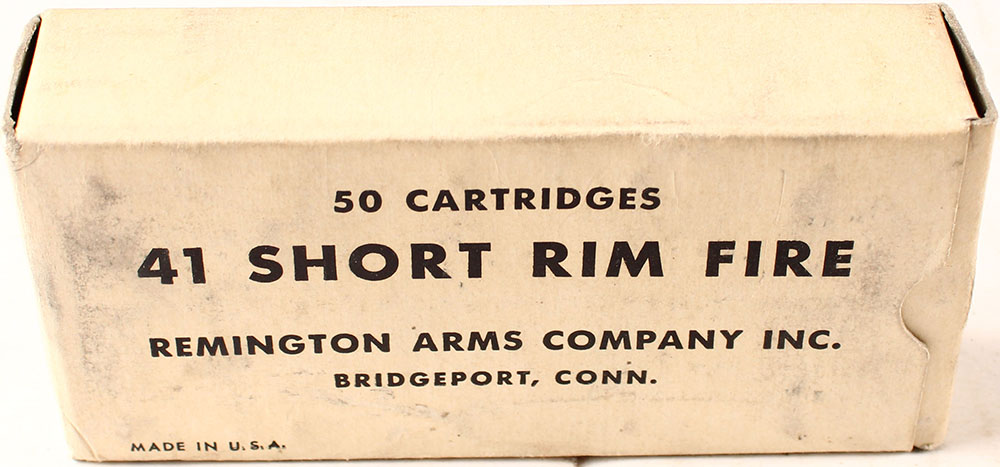 50 CARTRIDGES
41 SHORT RIM FIRE
REMINGTON ARMS COMPANY INC.
BRIDGEPORT, CONN.
MADE IN U.S.A.